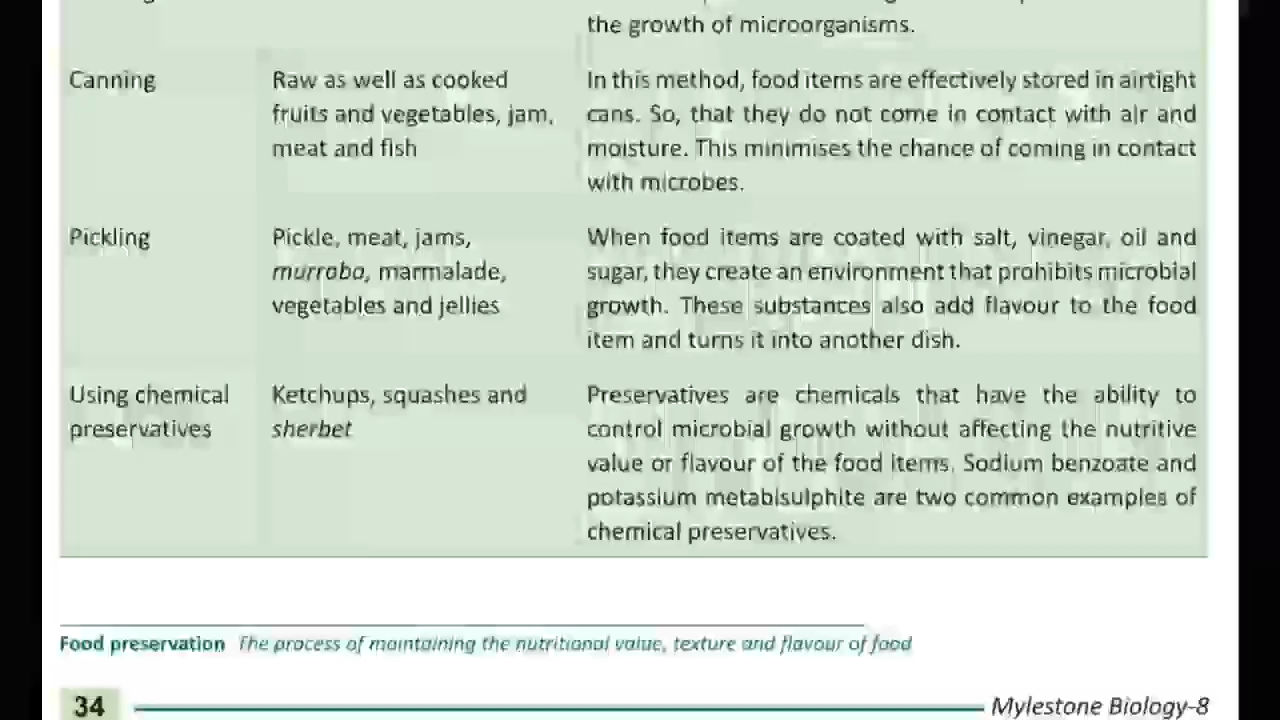 the growth of microorganisms.
Canning
Raw as well as cooked
fruits and vegetables, jam,
meat and fish
In this method, food items are effectively stored in airtight
cans. So, that they do not come in contact with air and
moisture. This minimises the chance of coming in contact
with microbes.
Pickling
Pickle, meat, jams,
murraba, marmalade,
vegetables and jellies
When food items are coated with salt, vinegar, oil and
sugar, they create an environment that prohibits microbial
growth. These substances also add flavour to the food
item and turns it into another dish.
Using chemical
preservatives
Ketchups, squashes and
sherbet
Preservatives are chemicals that have the ability to
control microbial growth without affecting the nutritive
value or flavour of the food items. Sodium benzoate and
potassium metabisulphite are two common examples of
chemical preservatives.
Food preservation The process of maintaining the nutritional value, texture and flavour of food
34
Mylestone Biology-8